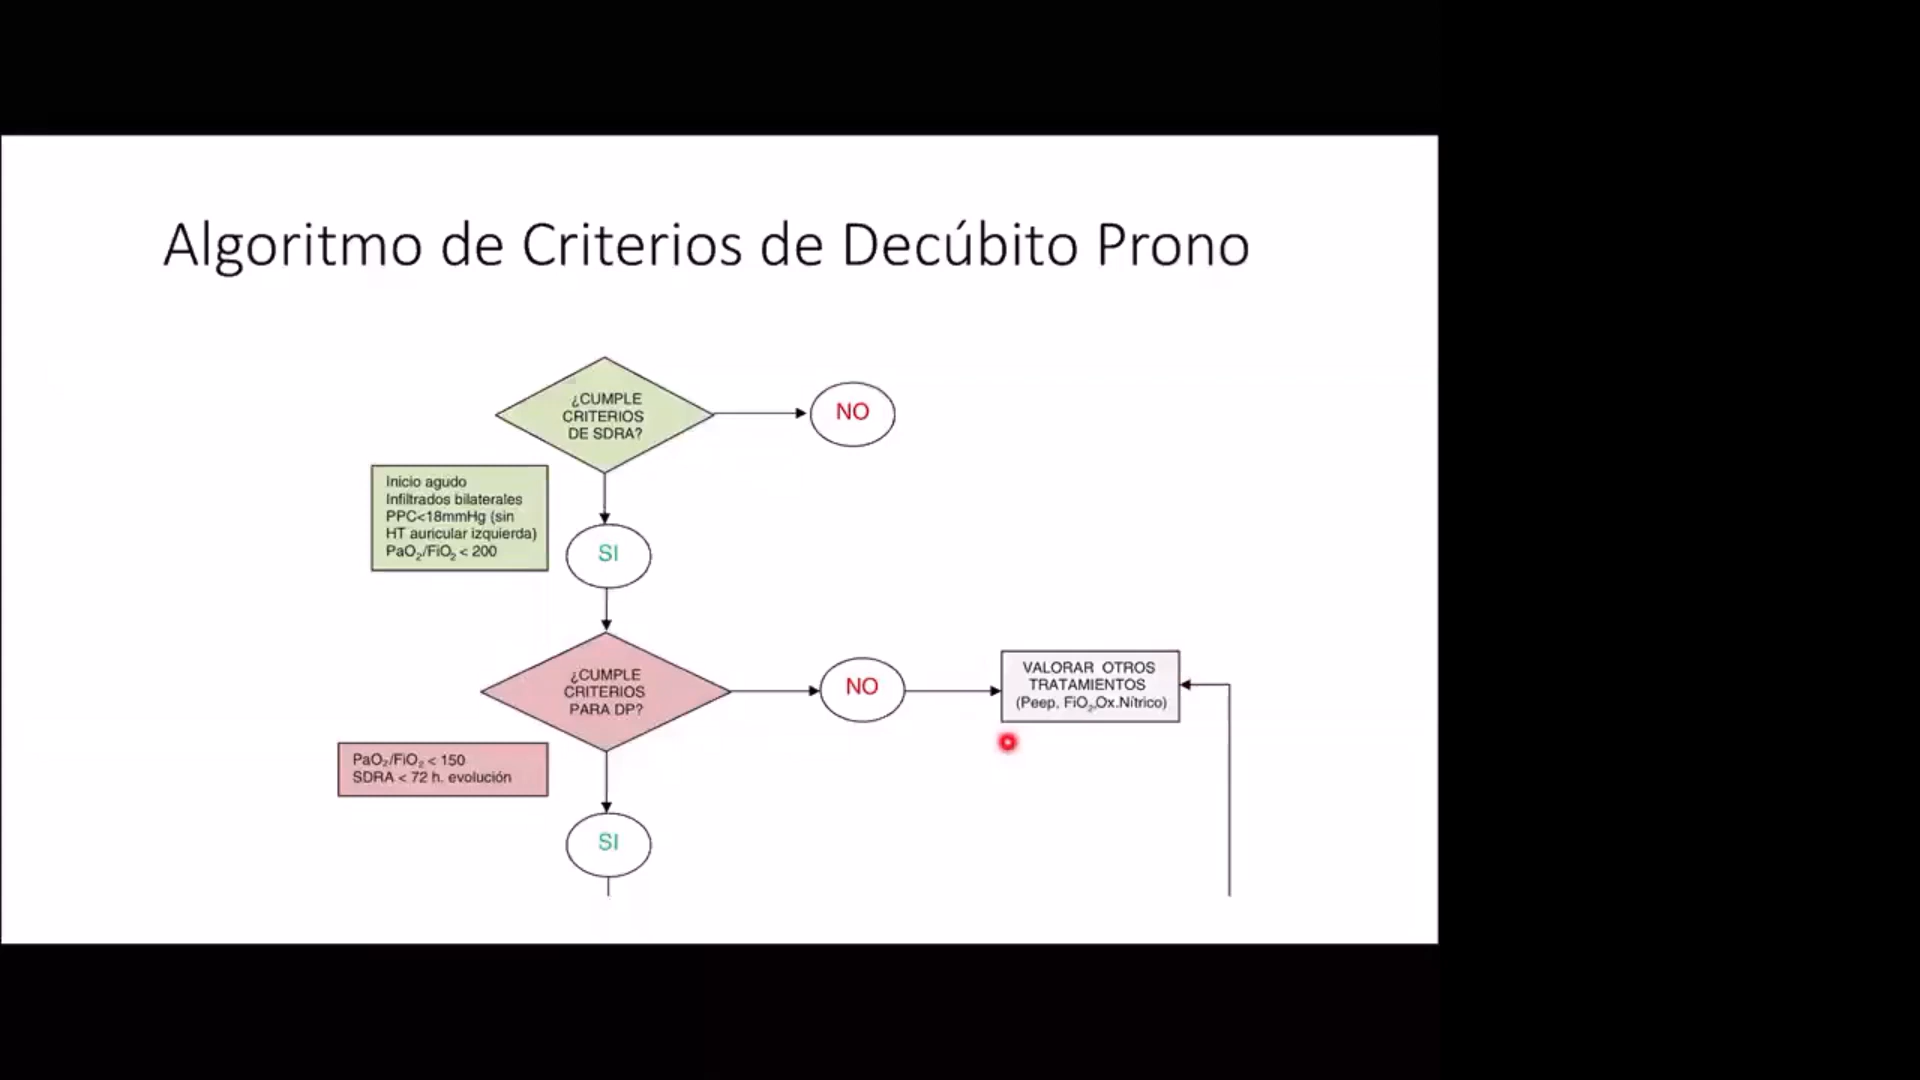 Algoritmo de Criterios de Decúbito Prono
¿CUMPLE
CRITERIOS
DE SDRA?
NO
Inicio agudo
Infiltrados bilaterales
PPC<18mmHg (sin
HT auricular izquierda)
PaO₂/FiO₂ < 200
SI
¿CUMPLE
CRITERIOS
PARA DP?
NO
VALORAR OTROS
TRATAMIENTOS
(Peep, FiO₂,Ox.Nítrico)
PaO₂/FiO₂ < 150
SDRA < 72 h. evolución
SI